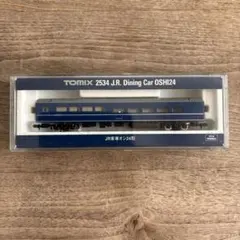 TOMIX 2534 J.R. Dining Car OSHI24
JR客車オシ24形